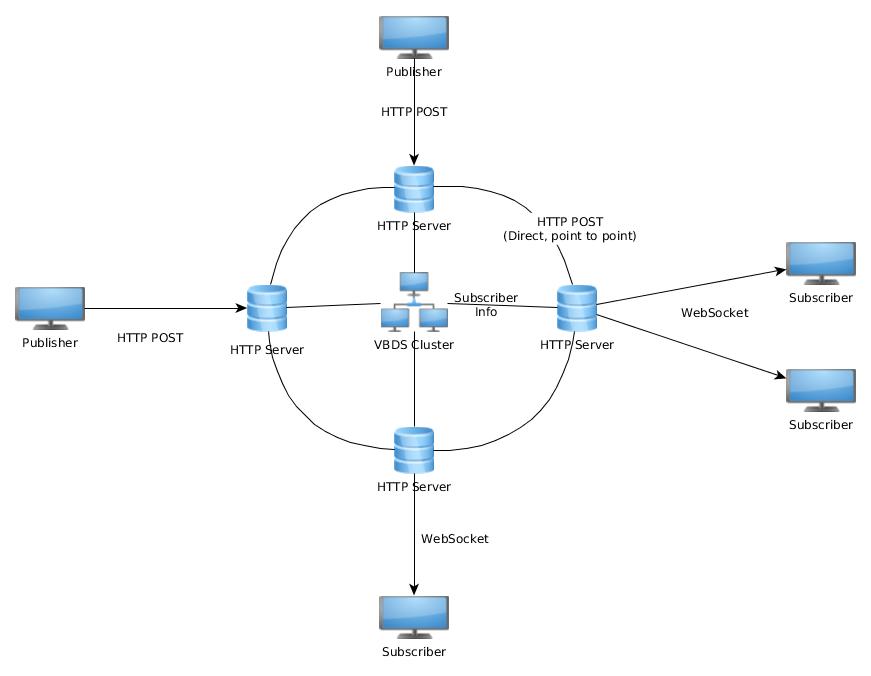 Publisher
HTTP POST
HTTP Server
HTTP POST
(Direct, point to point)
Subscriber
Subscriber
Info
WebSocket
Publisher
HTTP POST
HTTP Server
VBDS Cluster
HTTP Server
Subscriber
HTTP Server
WebSocket
Subscriber